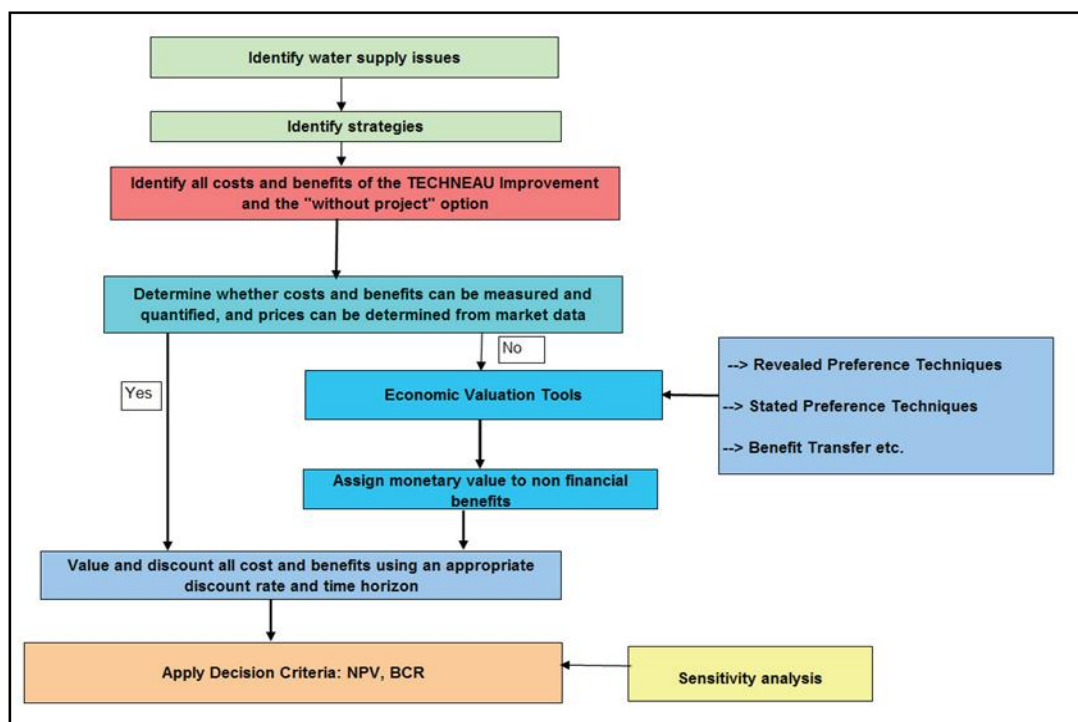 Identify water supply issues
Identify strategies
Identify all costs and benefits of the TECHNEAU Improvement
and the "without project" option
Determine whether costs and benefits can be measured and
quantified, and prices can be determined from market data
No
Yes
--> Revealed Preference Techniques
Economic Valuation Tools
--> Stated Preference Techniques
--> Benefit Transfer etc.
Assign monetary value to non financial
benefits
Value and discount all cost and benefits using an appropriate
discount rate and time horizon
Apply Decision Criteria: NPV, BCR
Sensitivity analysis